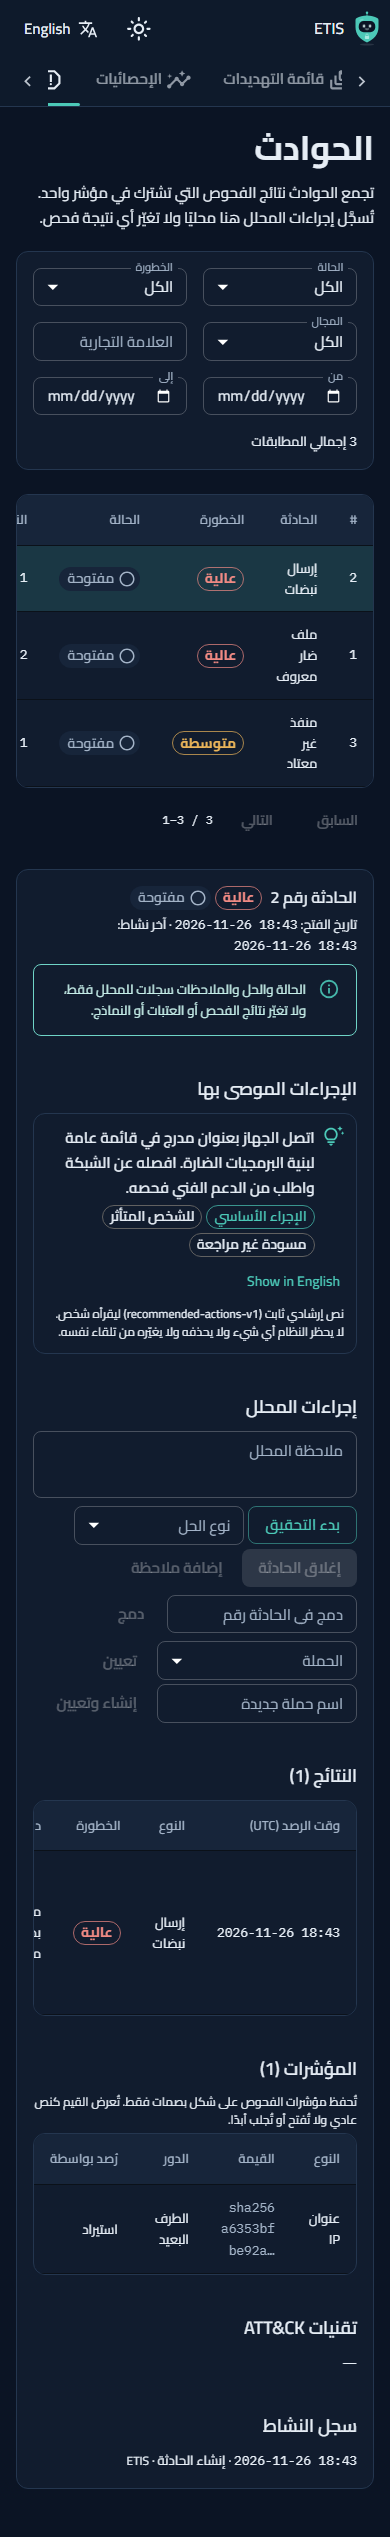 ETIS
English
قائمة التهديدات
الإحصائيات
الحوادث
تجمع الحوادث نتائج الفحوص التي تشترك في مؤشر واحد.
تُسجَّل إجراءات المحلل هنا محليًا ولا تغيّر أي نتيجة فحص.
الحالة
الخطورة
الكل
الكل
المجال
الكل
العلامة التجارية
من
إلى
mm/dd/yyyy
mm/dd/yyyy
3 إجمالي المطابقات
# الحادثة الخطورة الحالة
2 إرسال نبضات عالية مفتوحة 1
1 ملف ضار معروف عالية مفتوحة 2
3 منفذ غير معتاد متوسطة مفتوحة 1
السابق التالي 1–3 / 3
الحادثة رقم 2 عالية مفتوحة
تاريخ الفتح: 2026-11-26 18:43 · آخر نشاط:
2026-11-26 18:43
الحالة والحل والملاحظات سجلات للمحلل فقط،
ولا تغيّر نتائج الفحص أو العتبات أو النماذج.
الإجراءات الموصى بها
اتصل الجهاز بعنوان مدرج في قائمة عامة
لبنية البرمجيات الضارة. افصله عن الشبكة
واطلب من الدعم الفني فحصه.
الإجراء الأساسي للشخص المتأثر
مسودة غير مراجعة
Show in English
نص إرشادي ثابت (recommended-actions-v1) ليقرأه شخص.
لا يحظر النظام أي شيء ولا يحذفه ولا يغيّره من تلقاء نفسه.
إجراءات المحلل
ملاحظة المحلل
بدء التحقيق نوع الحل
إغلاق الحادثة إضافة ملاحظة
دمج في الحادثة رقم دمج
الحملة تعيين
اسم حملة جديدة إنشاء وتعيين
النتائج (1)
وقت الرصد (UTC) النوع الخطورة
2026-11-26 18:43 إرسال نبضات عالية
المؤشرات (1)
تُحفظ مؤشرات الفحوص على شكل بصمات فقط. تُعرض القيم كنص
عادي ولا تُفتح أو تُجلب أبدًا.
النوع القيمة الدور رُصد بواسطة
عنوان IP sha256 a6353bf be92a… الطرف البعيد استيراد
تقنيات ATT&CK
—
سجل النشاط
2026-11-26 18:43 · إنشاء الحادثة · ETIS